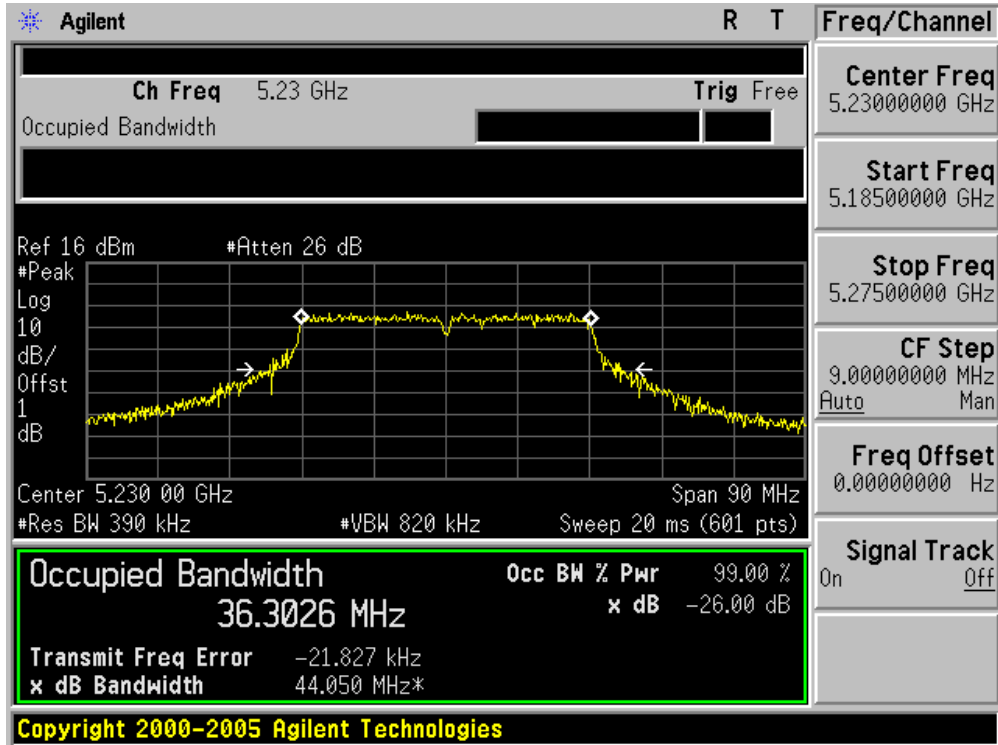 Agilent R T
Ch Freq 5.23 GHz Trig Free
Occupied Bandwidth
Ref 16 dBm #Atten 26 dB
#Peak
Log
10
dB/
Offst
1
dB
Center 5.230 00 GHz Span 90 MHz
#Res BW 390 kHz #VBW 820 kHz Sweep 20 ms (601 pts)
Occupied Bandwidth
36.3026 MHz
Occ BW % Pwr 99.00 %
x dB -26.00 dB
Transmit Freq Error -21.827 kHz
x dB Bandwidth 44.050 MHz*
Copyright 2000-2005 Agilent Technologies
Freq/Channel
Center Freq
5.23000000 GHz
Start Freq
5.18500000 GHz
Stop Freq
5.27500000 GHz
CF Step
9.00000000 MHz
Auto Man
Freq Offset
0.00000000 Hz
Signal Track
On Off